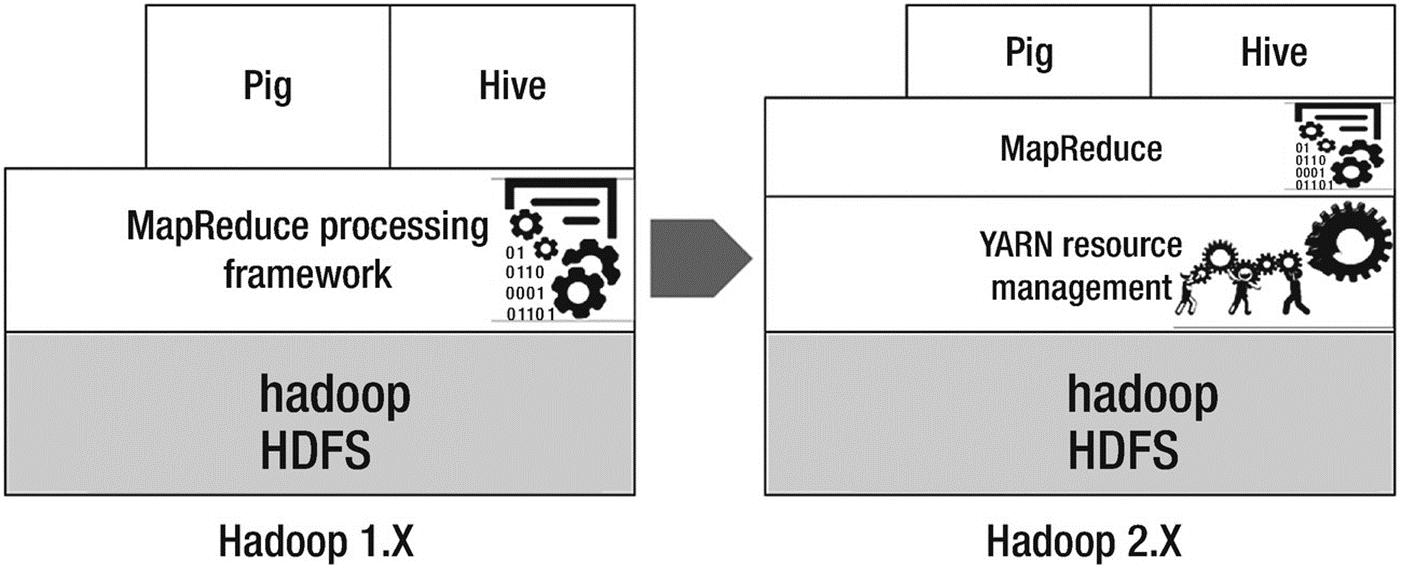 Pig
Hive
MapReduce processing
framework
01
0110
0001
01101
hadoop
HDFS
Hadoop 1.X
Pig
Hive
MapReduce
01
0110
0001
01101
YARN resource
management
hadoop
HDFS
Hadoop 2.X